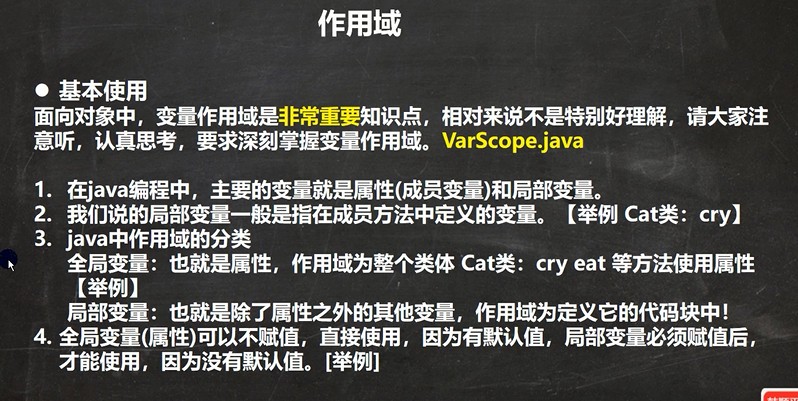 作用域
● 基本使用
面向对象中，变量作用域是非常重要知识点，相对来说不是特别好理解，请大家注
意听，认真思考，要求深刻掌握变量作用域。VarScope.java
1. 在java编程中，主要的变量就是属性(成员变量)和局部变量。
2. 我们说的局部变量一般是指在成员方法中定义的变量。【举例 Cat类：cry】
3. java中作用域的分类
全局变量：也就是属性，作用域为整个类体 Cat类：cry eat 等方法使用属性
【举例】
局部变量：也就是除了属性之外的其他变量，作用域为定义它的代码块中！
4. 全局变量(属性)可以不赋值，直接使用，因为有默认值，局部变量必须赋值后，
才能使用，因为没有默认值。[举例]